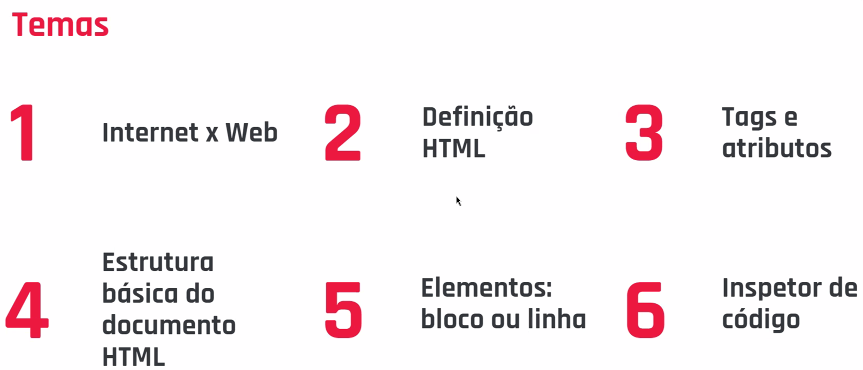 Temas
1
Internet x Web
2
Definição
HTML
3
Tags e
atributos
4
Estrutura
básica do
documento
HTML
5
Elementos:
bloco ou linha
6
Inspetor de
código